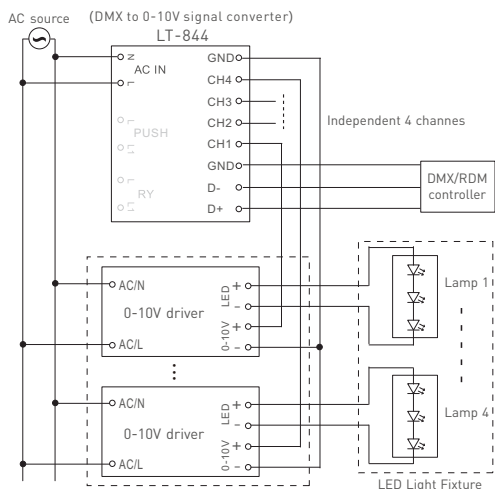 AC source
(DMX to 0-10V signal converter)
LT-844
N
AC IN
L
PUSH
L
L1
RY
L
L1
GND
CH4
CH3
CH2
CH1
GND
D-
D+
Independent 4 channes
DMX/RDM
controller
AC/N
0-10V driver
AC/L
LED
+
−
0-10V
+
−
Lamp 1
AC/N
0-10V driver
AC/L
LED
+
−
0-10V
+
−
Lamp 4
LED Light Fixture